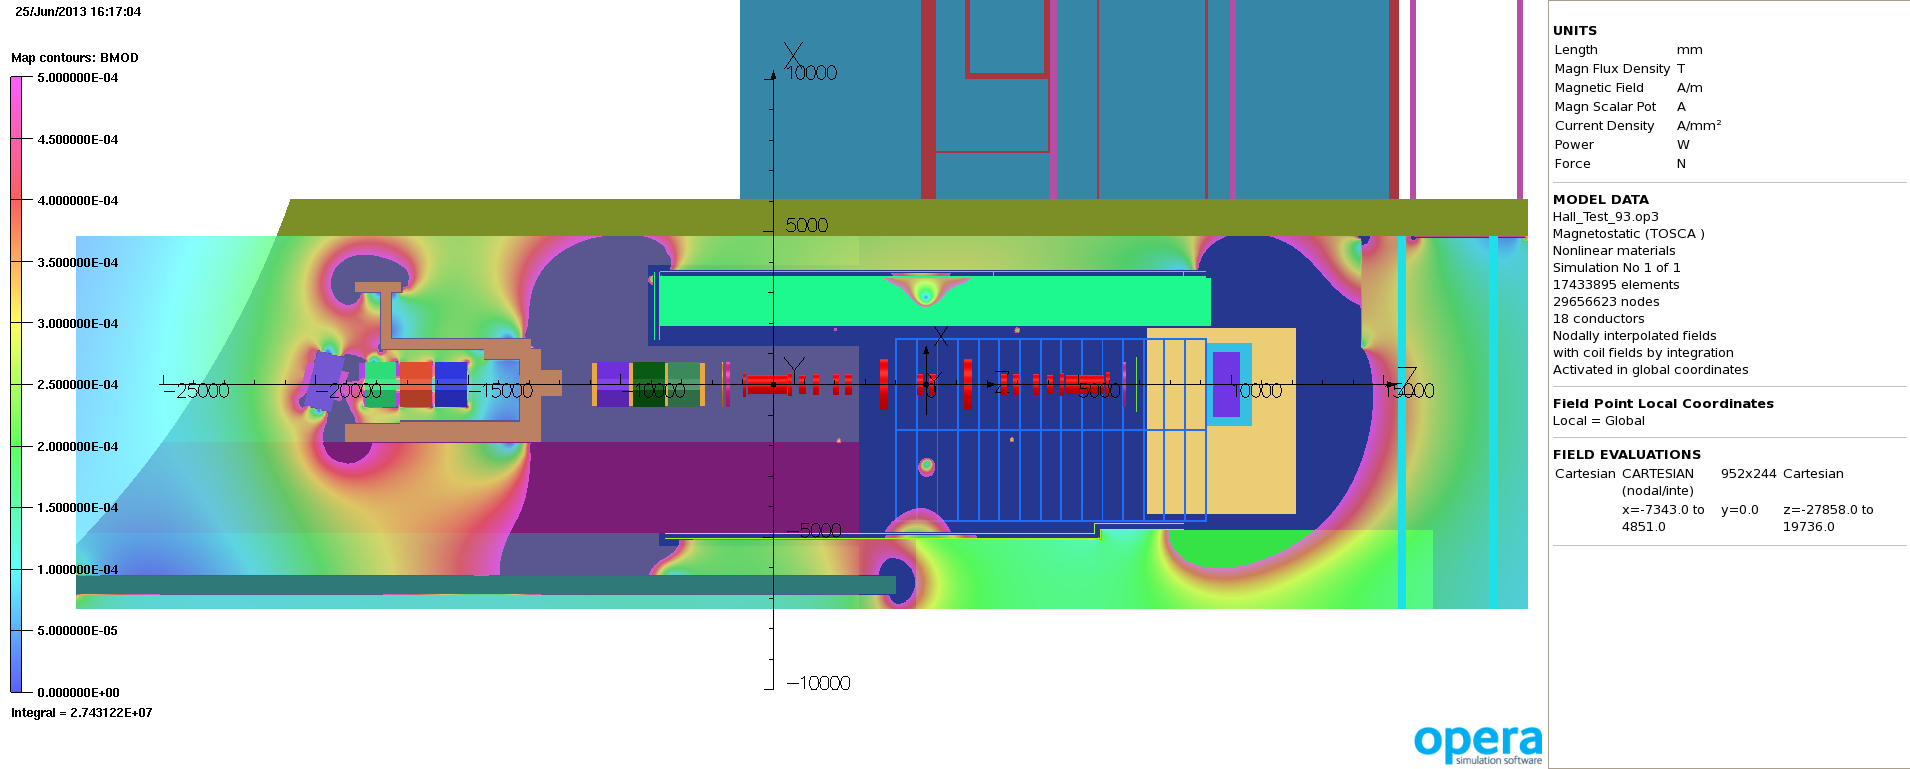 25/Jun/2013 16:17:04
Map contours: BMOD
5.000000E-04
4.500000E-04
4.000000E-04
3.500000E-04
3.000000E-04
2.500000E-04
2.000000E-04
1.500000E-04
1.000000E-04
5.000000E-05
0.000000E+00
Integral = 2.743122E+07
X
10000
5000
X
Y
Y
Z
Z
-25000
-20000
-15000
-10000
5000
10000
15000
-5000
-10000
opera
simulation software
UNITS
Length mm
Magn Flux Density T
Magnetic Field A/m
Magn Scalar Pot A
Current Density A/mm²
Power W
Force N
MODEL DATA
Hall_Test_93.op3
Magnetostatic (TOSCA )
Nonlinear materials
Simulation No 1 of 1
17433895 elements
29656623 nodes
18 conductors
Nodally interpolated fields
with coil fields by integration
Activated in global coordinates
Field Point Local Coordinates
Local = Global
FIELD EVALUATIONS
Cartesian CARTESIAN 952x244 Cartesian
(nodal/inte)
x=-7343.0 to y=0.0 z=-27858.0 to
4851.0 19736.0